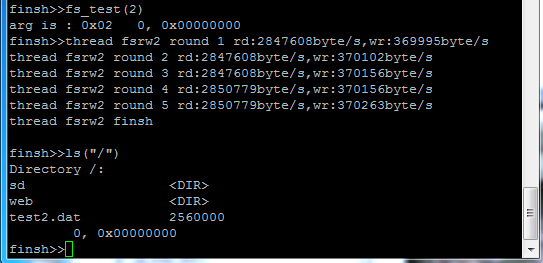 finsh>>fs_test(2)
arg is : 0x02   0, 0x00000000
finsh>>thread fsrw2 round 1 rd:2847608byte/s,wr:369995byte/s
thread fsrw2 round 2 rd:2847608byte/s,wr:370102byte/s
thread fsrw2 round 3 rd:2847608byte/s,wr:370156byte/s
thread fsrw2 round 4 rd:2850779byte/s,wr:370156byte/s
thread fsrw2 round 5 rd:2850779byte/s,wr:370263byte/s
thread fsrw2 finsh
finsh>>ls("/")
Directory /:
sd                  <DIR>
web                 <DIR>
test2.dat           2560000
        0, 0x00000000
finsh>>